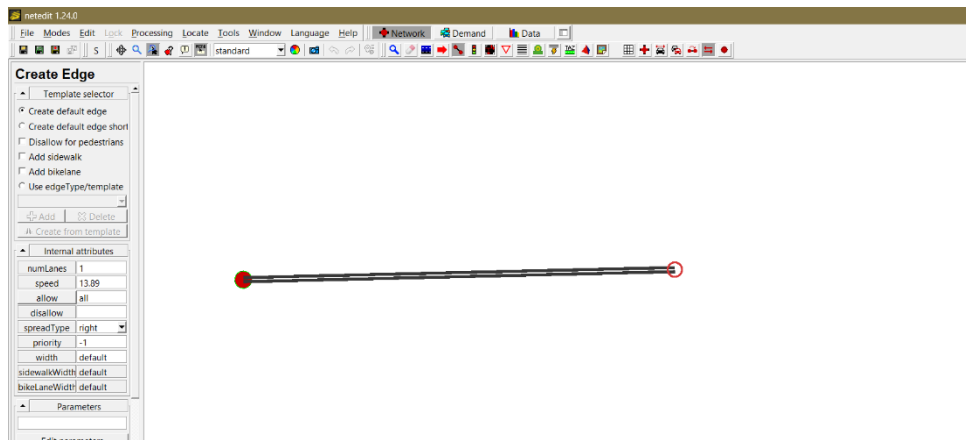 netedit 1.24.0
File Modes Edit Lock Processing Locate Tools Window Language Help Network Demand Data
S standard
Create Edge
Template selector
Create default edge
Create default edge short
Disallow for pedestrians
Add sidewalk
Add bikelane
Use edgeType/template
Add Delete
Create from template
Internal attributes
numLanes 1
speed 13.89
allow all
disallow
spreadType right
priority -1
width default
sidewalkWidth default
bikeLaneWidth default
Parameters
Edit parameters